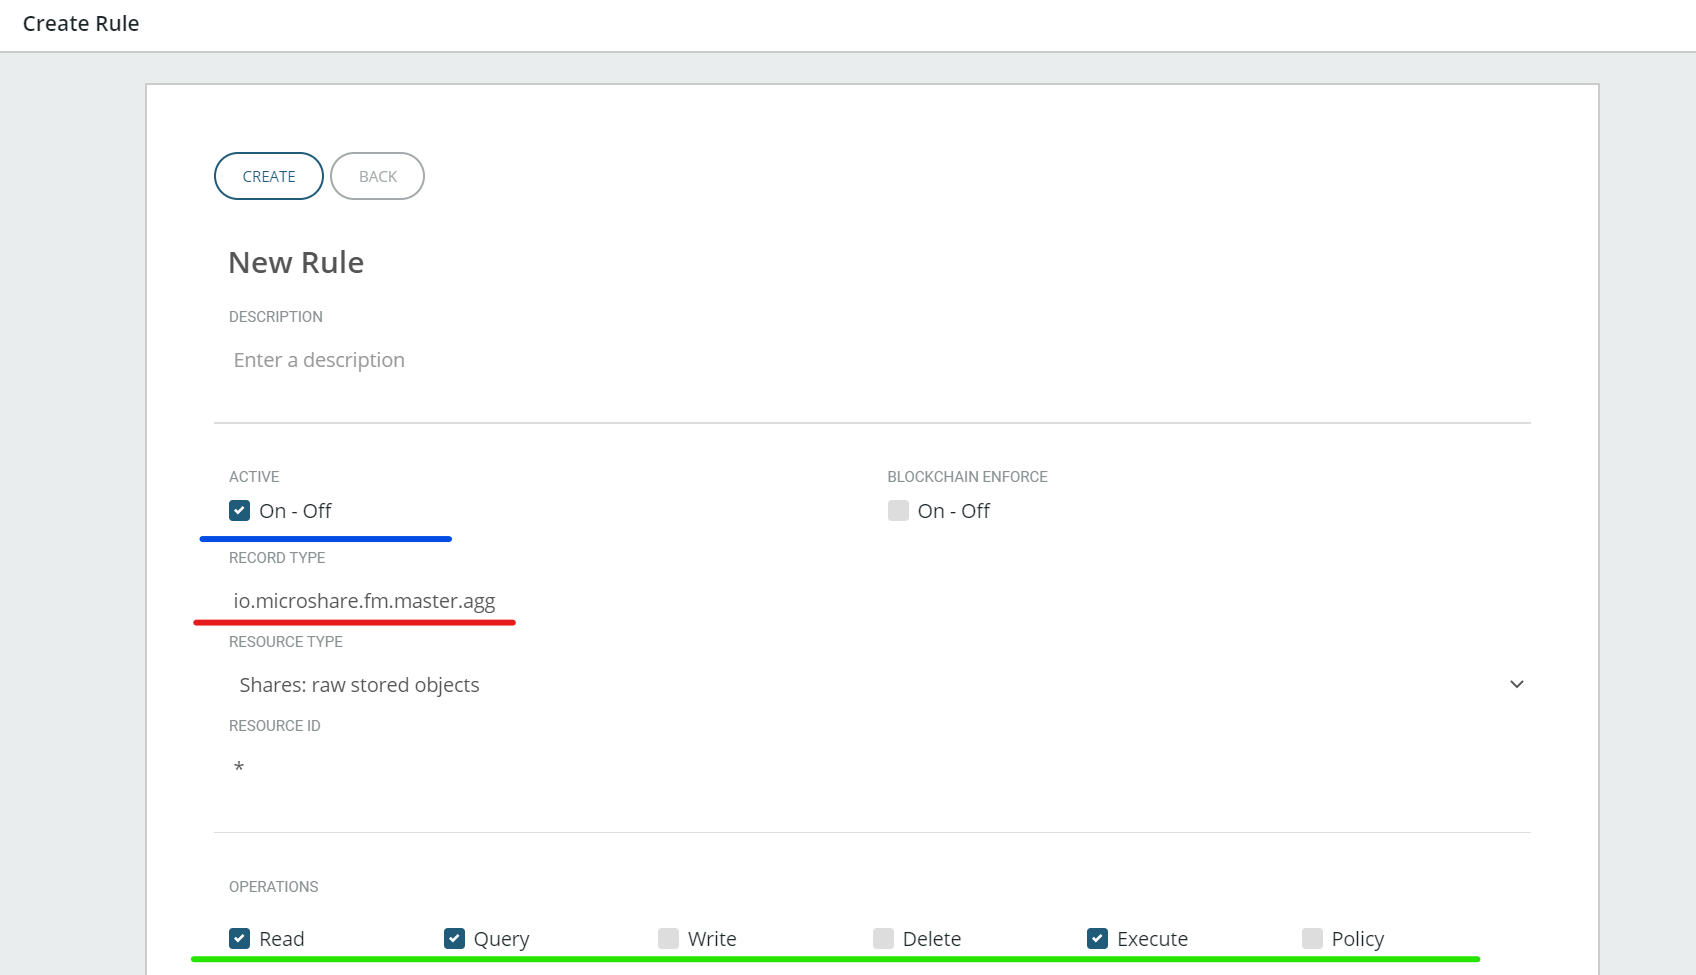 Create Rule
CREATE BACK
New Rule
DESCRIPTION
Enter a description
ACTIVE BLOCKCHAIN ENFORCE
On - Off On - Off
RECORD TYPE
io.microshare.fm.master.agg
RESOURCE TYPE
Shares: raw stored objects
RESOURCE ID
*
OPERATIONS
Read Query Write Delete Execute Policy